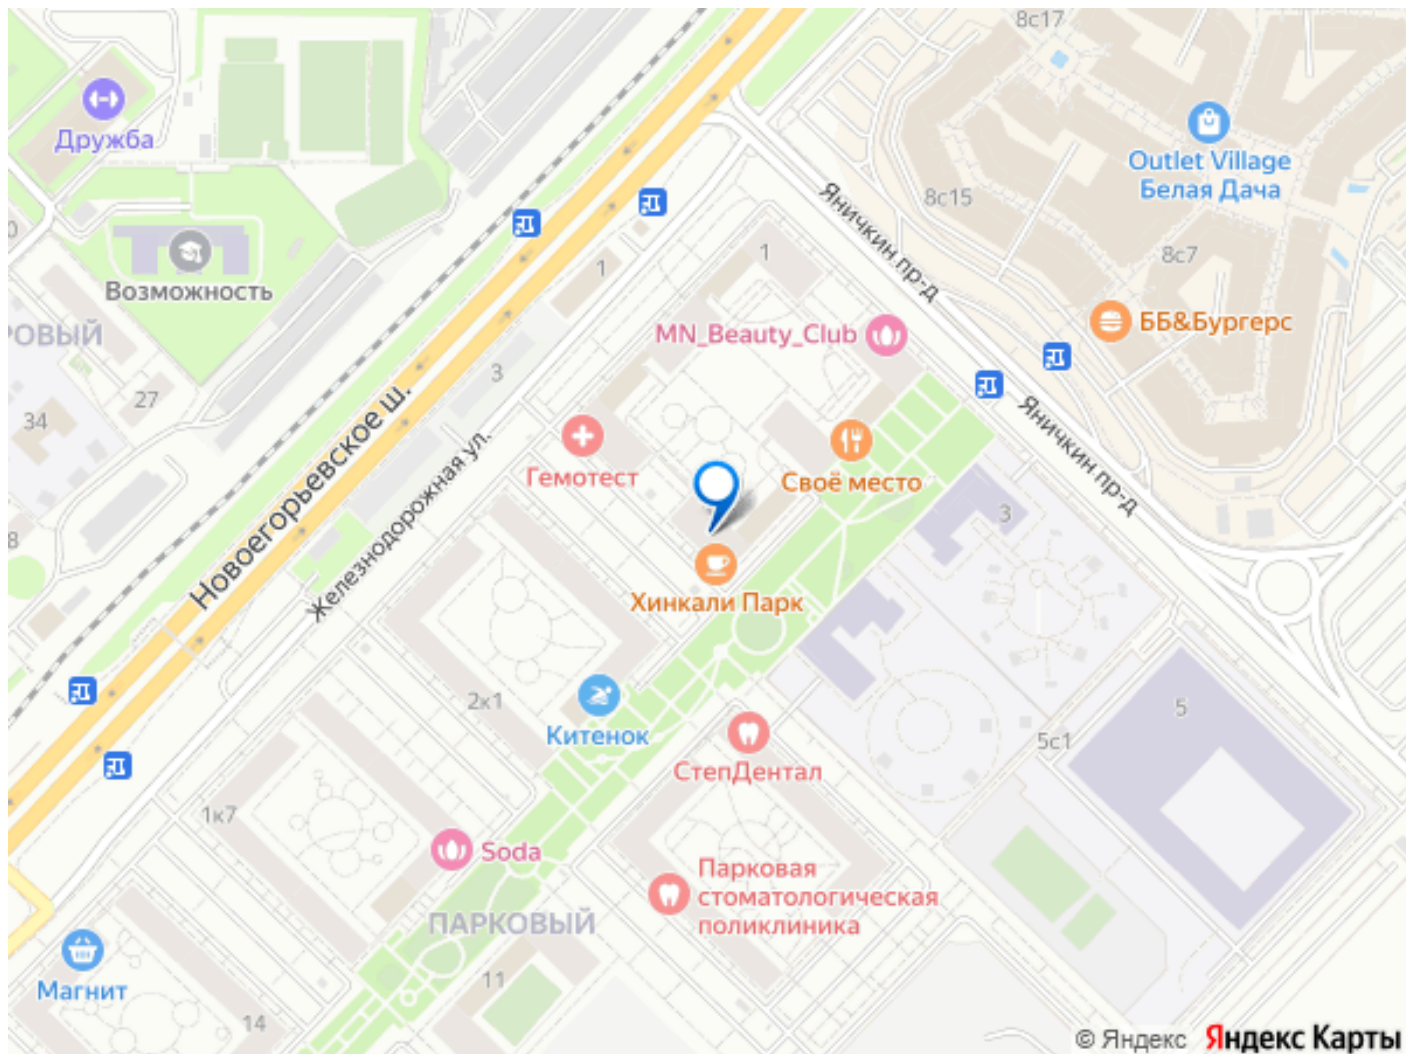 8с17
Дружба
Outlet Village
Белая Дача
8с15
Яничкин пр-д
8с7
1
1
Возможность
РОВЫЙ
MN_Beauty_Club
ББ&Бургерс
3
27
34
Новоегорьевское ш.
Железнодорожная ул.
Гемотест
Своё место
Яничкин пр-д
3
8
Хинкали Парк
2к1
Китенок
5
5с1
СтепДентал
1к7
Soda
Парковая
стоматологическая
поликлиника
ПАРКОВЫЙ
Магнит
11
14
© Яндекс Яндекс Карты